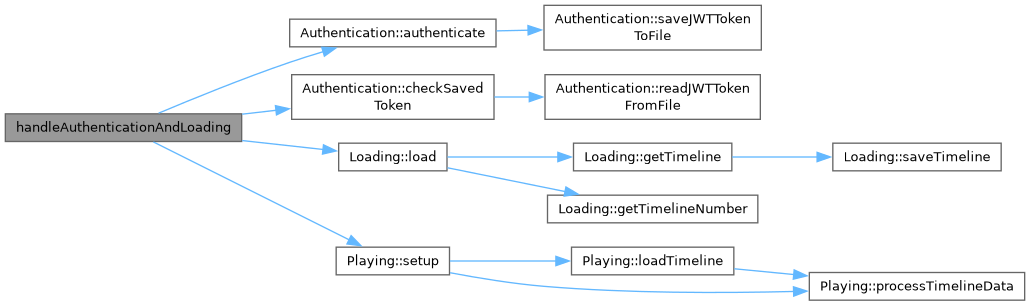 handleAuthenticationAndLoading
Authentication::authenticate
Authentication::saveJWTToken
ToFile
Authentication::checkSaved
Token
Authentication::readJWTToken
FromFile
Loading::load
Loading::getTimeline
Loading::saveTimeline
Loading::getTimelineNumber
Playing::setup
Playing::loadTimeline
Playing::processTimelineData